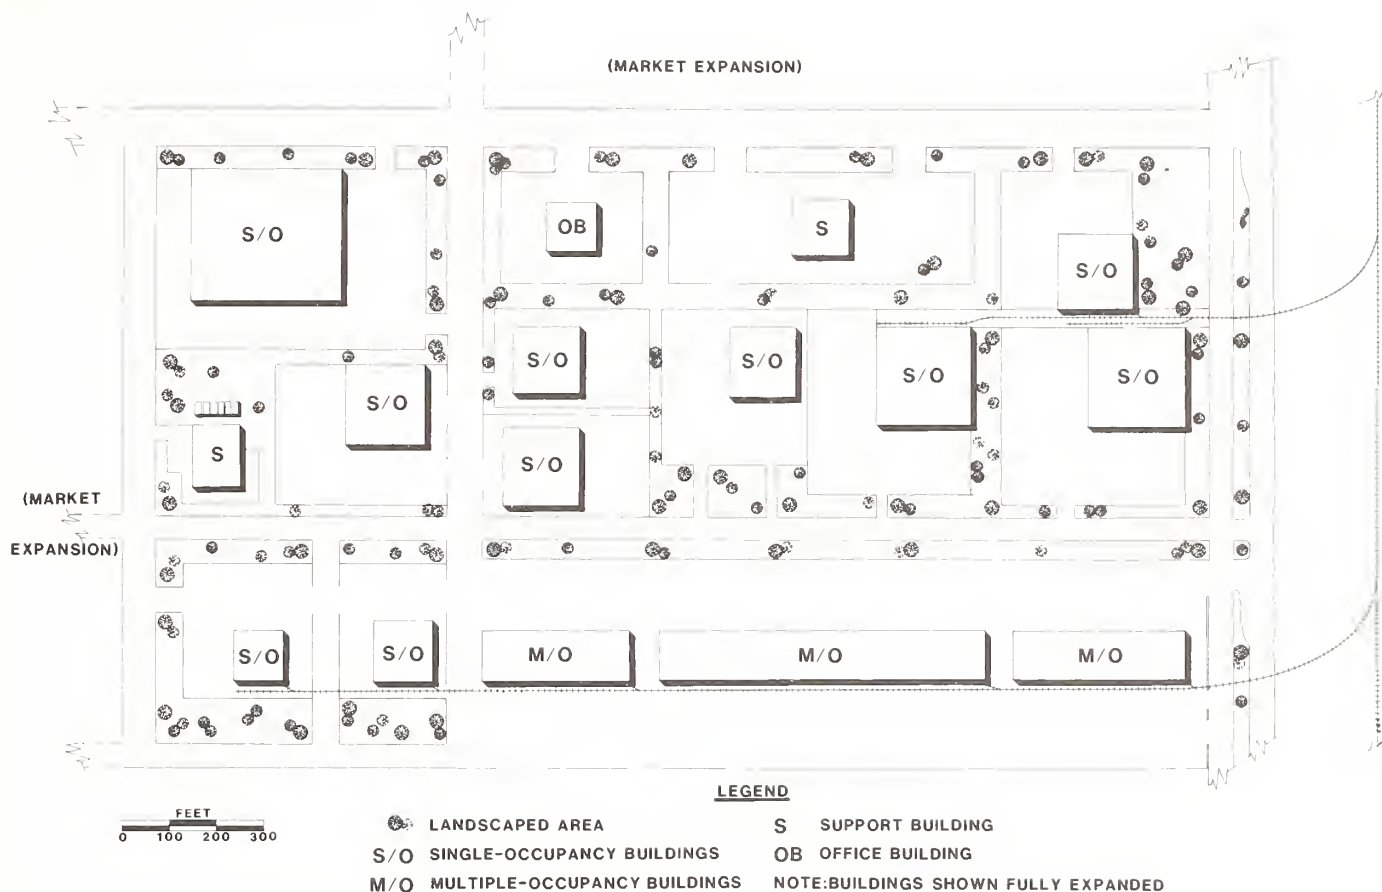 (MARKET EXPANSION)
S/O
OB
S
S/O
S/O
S/O
S/O
S/O
S/O
S
S/O
(MARKET
EXPANSION)
S/O
S/O
M/O
M/O
M/O
LEGEND
FEET
0 100 200 300
LANDSCAPED AREA
S SUPPORT BUILDING
S/O SINGLE-OCCUPANCY BUILDINGS
OB OFFICE BUILDING
M/O MULTIPLE-OCCUPANCY BUILDINGS
NOTE:BUILDINGS SHOWN FULLY EXPANDED